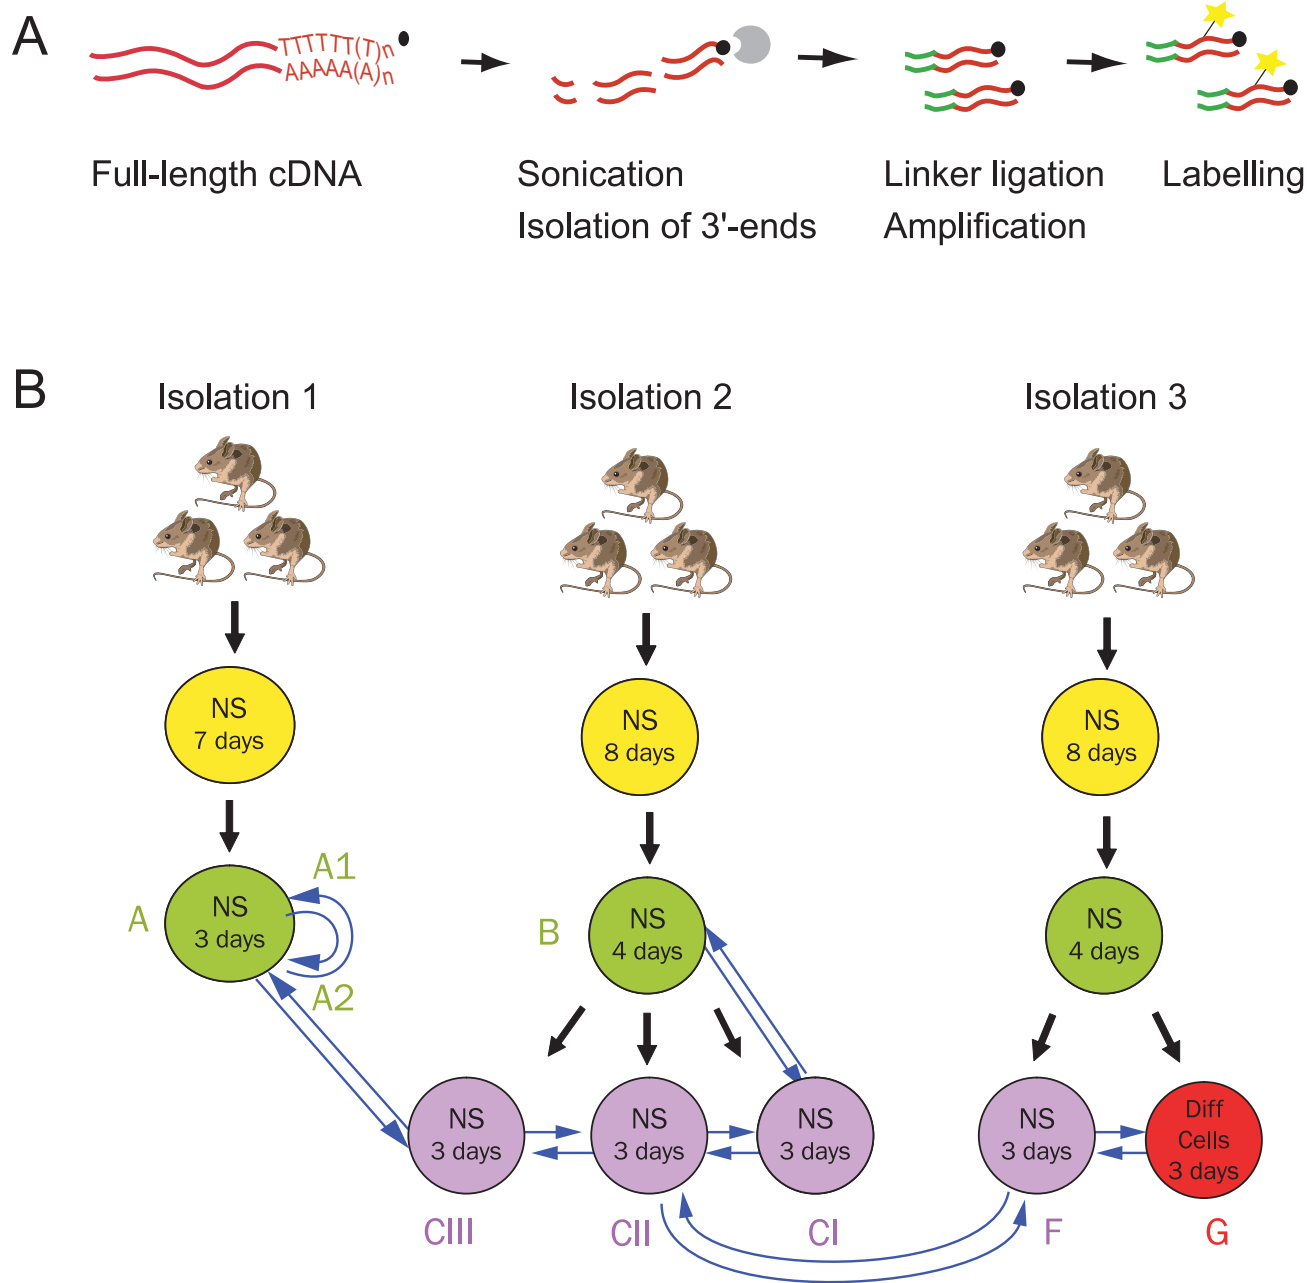 A
TTTTTT(T)n
AAAAA(A)n
Full-length cDNA
Sonication
Isolation of 3'-ends
Linker ligation
Amplification
Labelling
B
Isolation 1
Isolation 2
Isolation 3
NS
7 days
NS
8 days
NS
8 days
A
NS
3 days
A1
A2
B
NS
4 days
NS
4 days
NS
3 days
NS
3 days
NS
3 days
NS
3 days
Diff
Cells
3 days
CIII
CII
CI
F
G